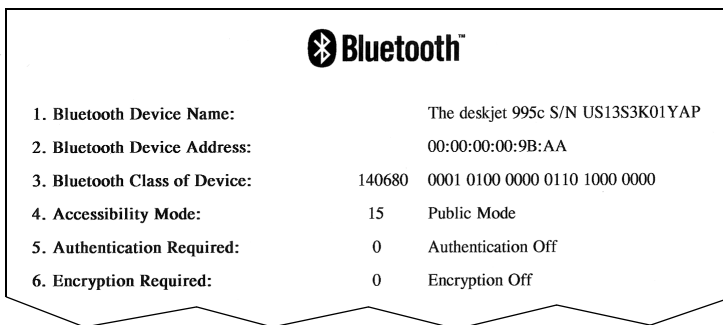 Bluetooth™
1. Bluetooth Device Name: The deskjet 995c S/N US13S3K01YAP
2. Bluetooth Device Address: 00:00:00:00:9B:AA
3. Bluetooth Class of Device: 140680 0001 0100 0000 0110 1000 0000
4. Accessibility Mode: 15 Public Mode
5. Authentication Required: 0 Authentication Off
6. Encryption Required: 0 Encryption Off